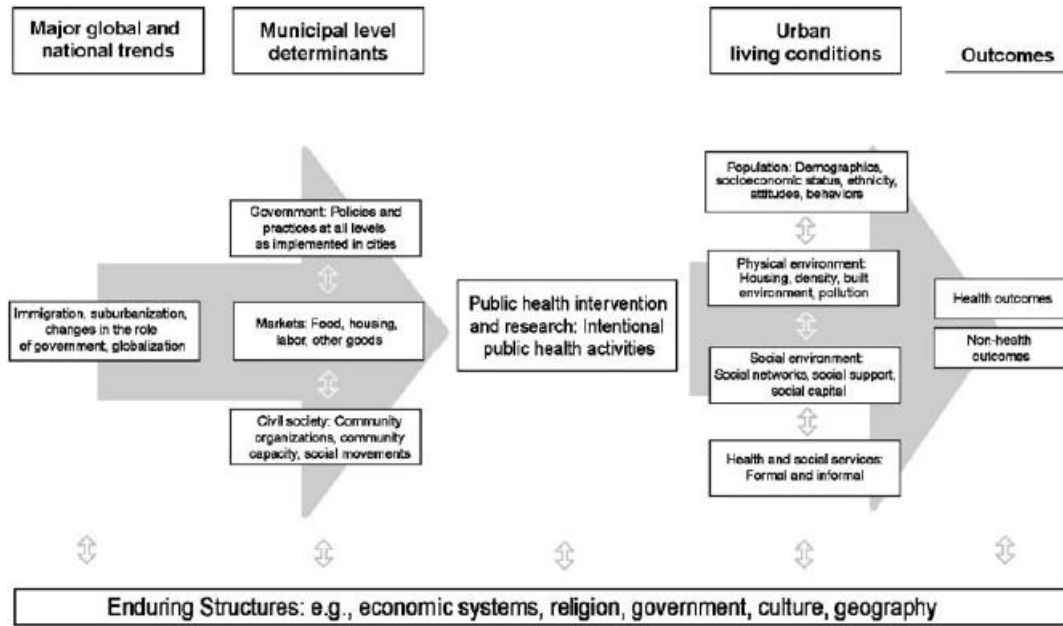 Major global and
national trends
Municipal level
determinants
Urban
living conditions
Outcomes
Immigration, suburbanization,
changes in the role
of government, globalization
Government: Policies and
practices at all levels
as implemented in cities
Markets: Food, housing,
labor, other goods
Civil society: Community
organizations, community
capacity, social movements
Public health intervention
and research: Intentional
public health activities
Population: Demographics,
socioeconomic status, ethnicity,
attitudes, behaviors
Physical environment:
Housing, density, built
environment, pollution
Social environment:
Social networks, social support,
social capital
Health and social services:
Formal and informal
Health outcomes
Non-health
outcomes
Enduring Structures: e.g., economic systems, religion, government, culture, geography